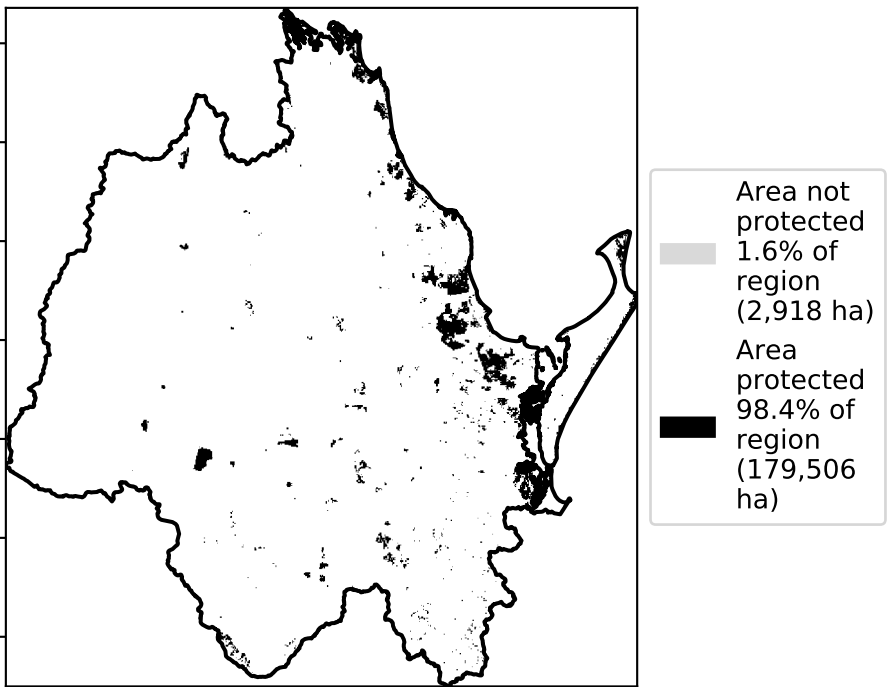 Area not
protected
1.6% of
region
(2,918 ha)
Area
protected
98.4% of
region
(179,506
ha)